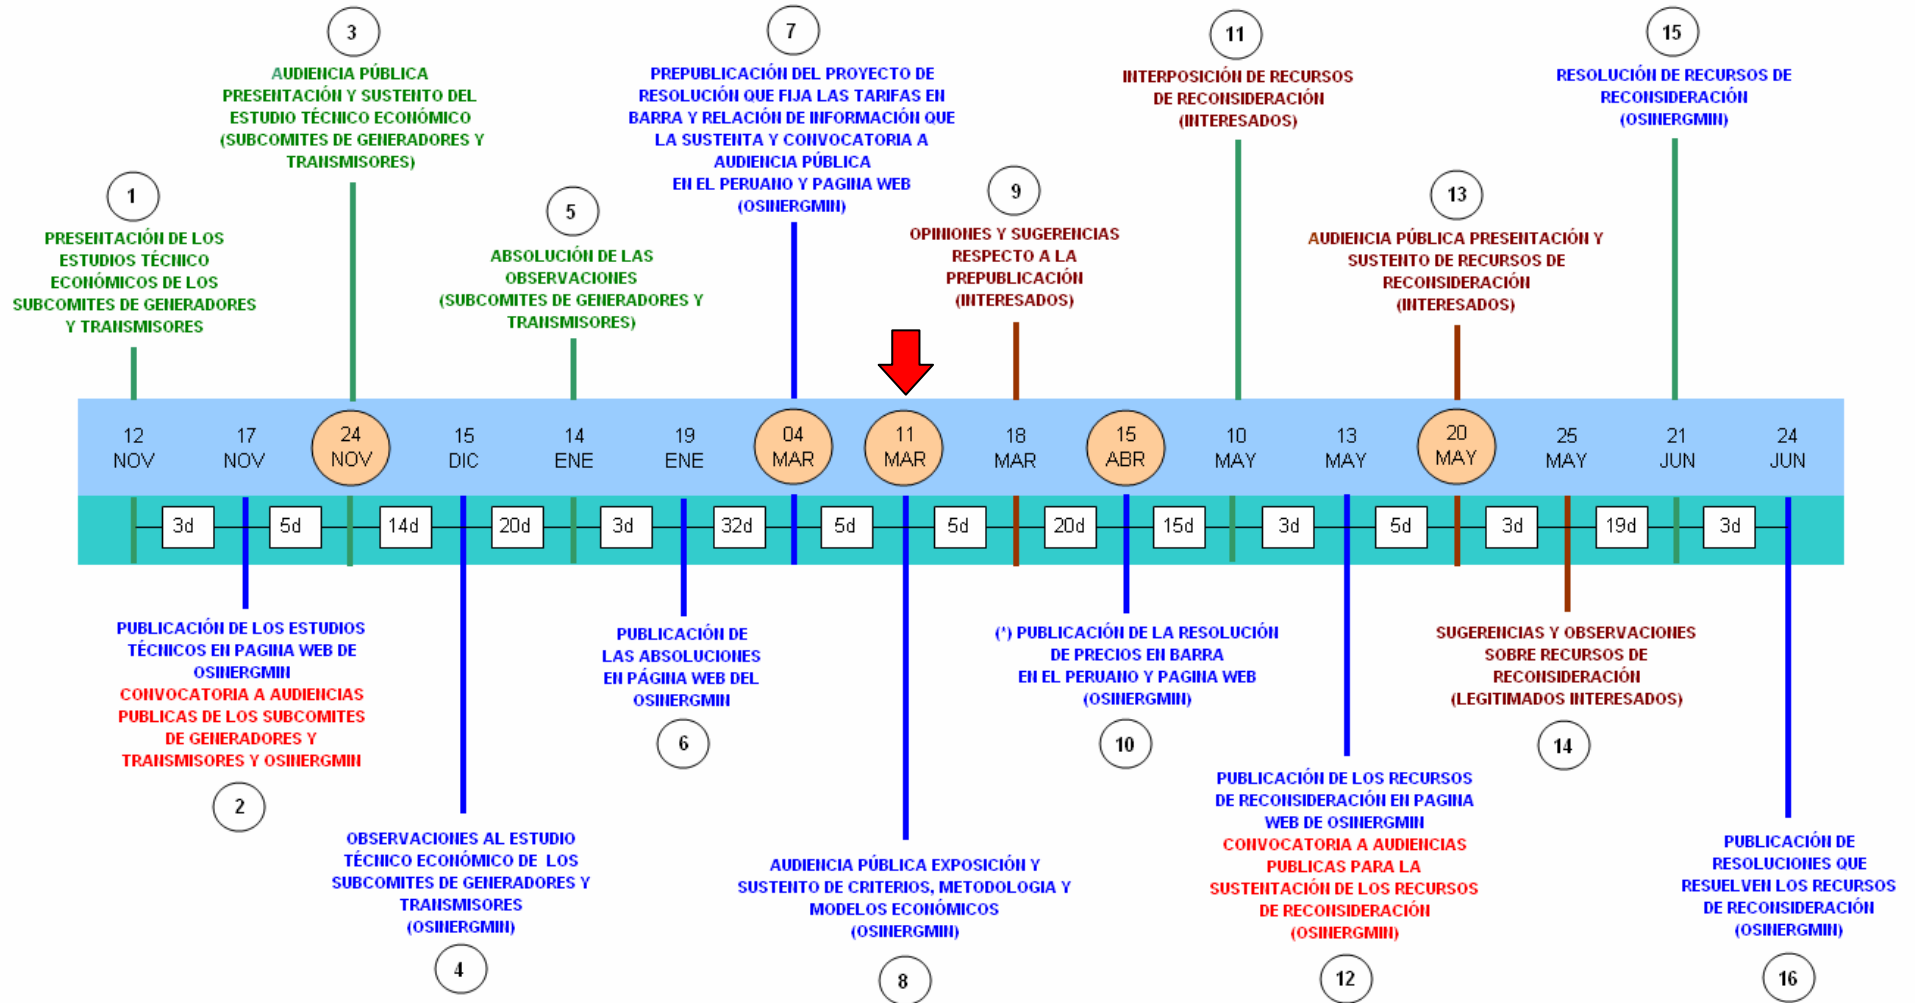 3
AUDIENCIA PÚBLICA
PRESENTACIÓN Y SUSTENTO DEL
ESTUDIO TÉCNICO ECONÓMICO
(SUBCOMITES DE GENERADORES Y
TRANSMISORES)
7
PREPUBLICACIÓN DEL PROYECTO DE
RESOLUCIÓN QUE FIJA LAS TARIFAS EN
BARRA Y RELACIÓN DE INFORMACIÓN QUE
LA SUSTENTA Y CONVOCATORIA A
AUDIENCIA PÚBLICA
EN EL PERUANO Y PAGINA WEB
(OSINERGMIN)
11
INTERPOSICIÓN DE RECURSOS
DE RECONSIDERACIÓN
(INTERESADOS)
15
RESOLUCIÓN DE RECURSOS DE
RECONSIDERACIÓN
(OSINERGMIN)
1
PRESENTACIÓN DE LOS
ESTUDIOS TÉCNICO
ECONÓMICOS DE LOS
SUBCOMITES DE GENERADORES
Y TRANSMISORES
5
ABSOLUCIÓN DE LAS
OBSERVACIONES
(SUBCOMITES DE GENERADORES Y
TRANSMISORES)
9
OPINIONES Y SUGERENCIAS
RESPECTO A LA
PREPUBLICACIÓN
(INTERESADOS)
13
AUDIENCIA PÚBLICA PRESENTACIÓN Y
SUSTENTO DE RECURSOS DE
RECONSIDERACIÓN
(INTERESADOS)
12 NOV
17 NOV
24 NOV
15 DIC
14 ENE
19 ENE
04 MAR
11 MAR
18 MAR
15 ABR
10 MAY
13 MAY
20 MAY
25 MAY
21 JUN
24 JUN
3d 5d 14d 20d 3d 32d 5d 5d 20d 15d 3d 5d 3d 19d 3d
PUBLICACIÓN DE LOS ESTUDIOS
TÉCNICOS EN PAGINA WEB DE
OSINERGMIN
CONVOCATORIA A AUDIENCIAS
PUBLICAS DE LOS SUBCOMITES
DE GENERADORES Y
TRANSMISORES Y OSINERGMIN
2
OBSERVACIONES AL ESTUDIO
TÉCNICO ECONÓMICO DE LOS
SUBCOMITES DE GENERADORES Y
TRANSMISORES
(OSINERGMIN)
4
PUBLICACIÓN DE
LAS ABSOLUCIONES
EN PÁGINA WEB DEL
OSINERGMIN
6
AUDIENCIA PÚBLICA EXPOSICIÓN Y
SUSTENTO DE CRITERIOS, METODOLOGIA Y
MODELOS ECONÓMICOS
(OSINERGMIN)
8
(*) PUBLICACIÓN DE LA RESOLUCIÓN
DE PRECIOS EN BARRA
EN EL PERUANO Y PAGINA WEB
(OSINERGMIN)
10
PUBLICACIÓN DE LOS RECURSOS
DE RECONSIDERACIÓN EN PAGINA
WEB DE OSINERGMIN
CONVOCATORIA A AUDIENCIAS
PUBLICAS PARA LA
SUSTENTACIÓN DE LOS RECURSOS
DE RECONSIDERACIÓN
(OSINERGMIN)
12
SUGERENCIAS Y OBSERVACIONES
SOBRE RECURSOS DE
RECONSIDERACIÓN
(LEGITIMADOS INTERESADOS)
14
PUBLICACIÓN DE
RESOLUCIONES QUE
RESUELVEN LOS RECURSOS
DE RECONSIDERACIÓN
(OSINERGMIN)
16